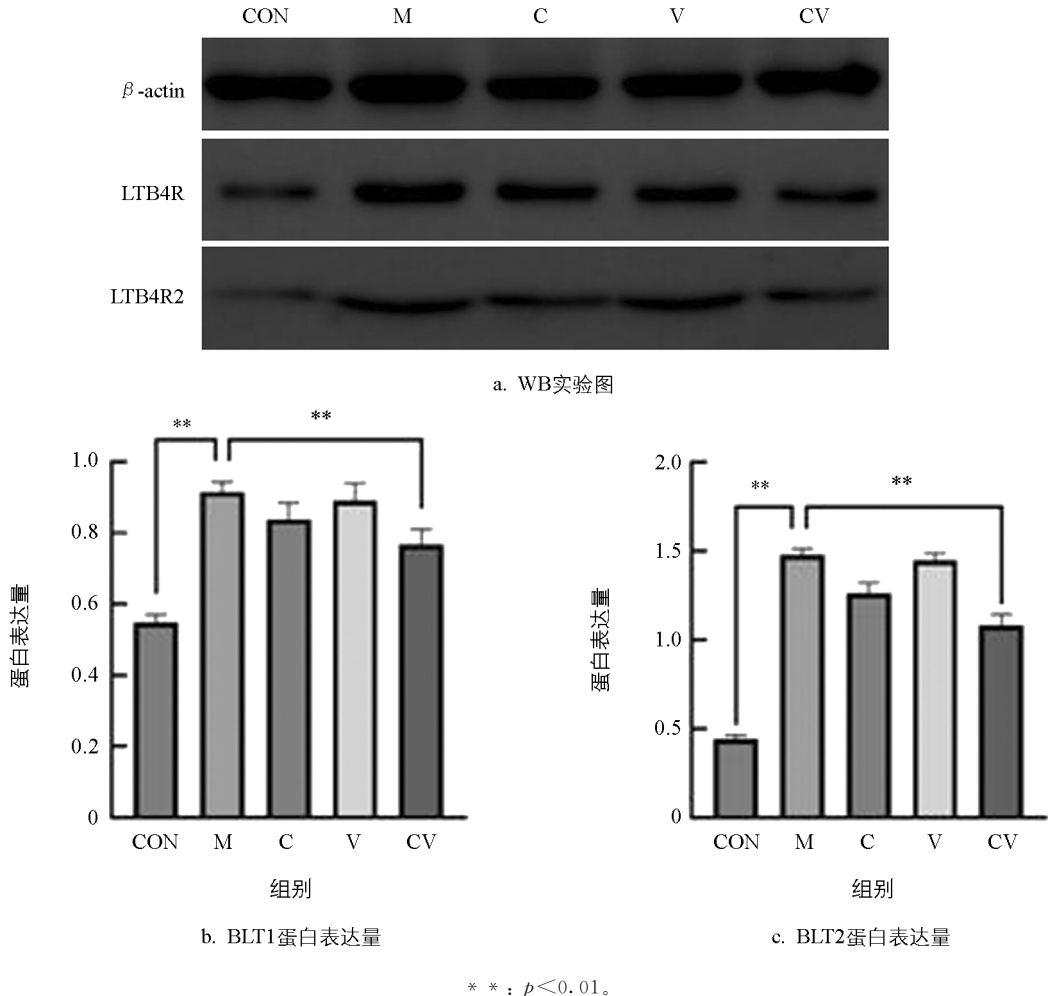 CON M C V CV
β-actin
LTB4R
LTB4R2
a. WB实验图
** **
1.0
0.8
0.6
0.4
0.2
0
蛋白表达量
CON M C V CV
组别
b. BLT1蛋白表达量
** **
2.0
1.5
1.0
0.5
0
蛋白表达量
CON M C V CV
组别
c. BLT2蛋白表达量
**：p＜0.01。